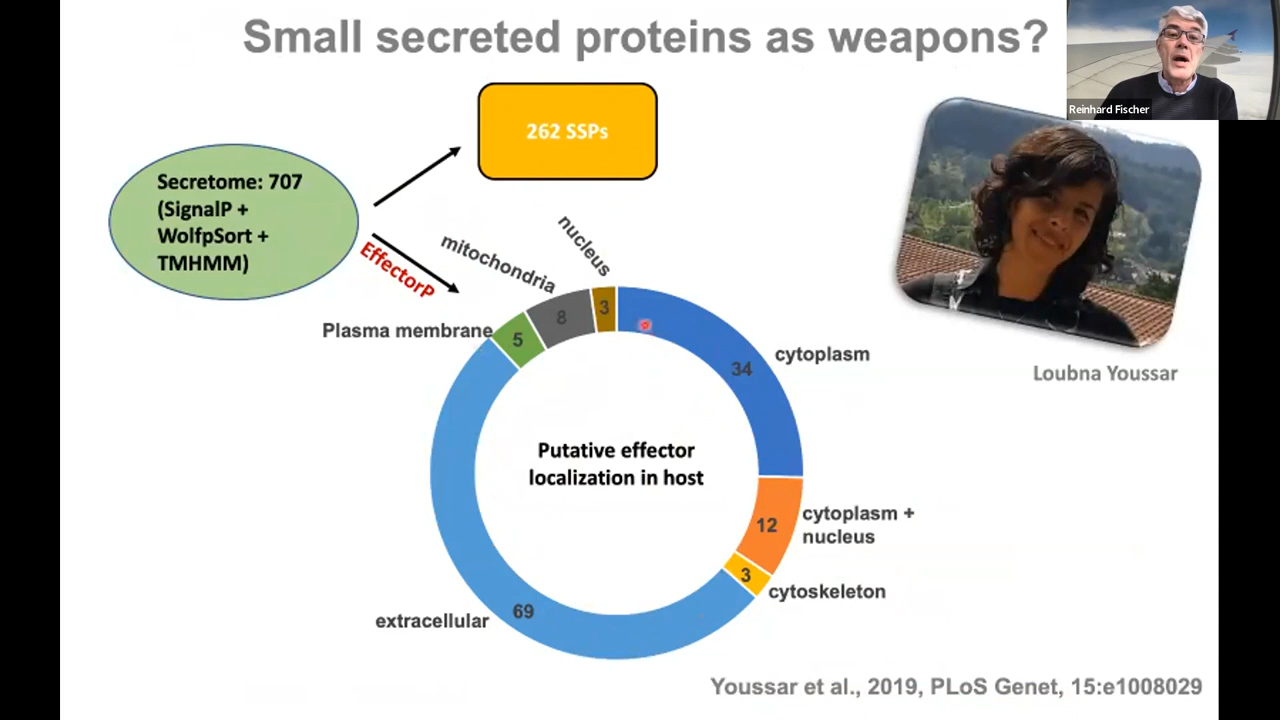 Small secreted proteins as weapons?
Reinhard Fischer
262 SSPs
Secretome: 707
(SignalP +
WolfpSort +
TMHMM)
EffectorP
nucleus
mitochondria
Plasma membrane
5
8
3
34
cytoplasm
Loubna Youssar
Putative effector
localization in host
12
cytoplasm +
nucleus
3
cytoskeleton
69
extracellular
Youssar et al., 2019, PLoS Genet, 15:e1008029